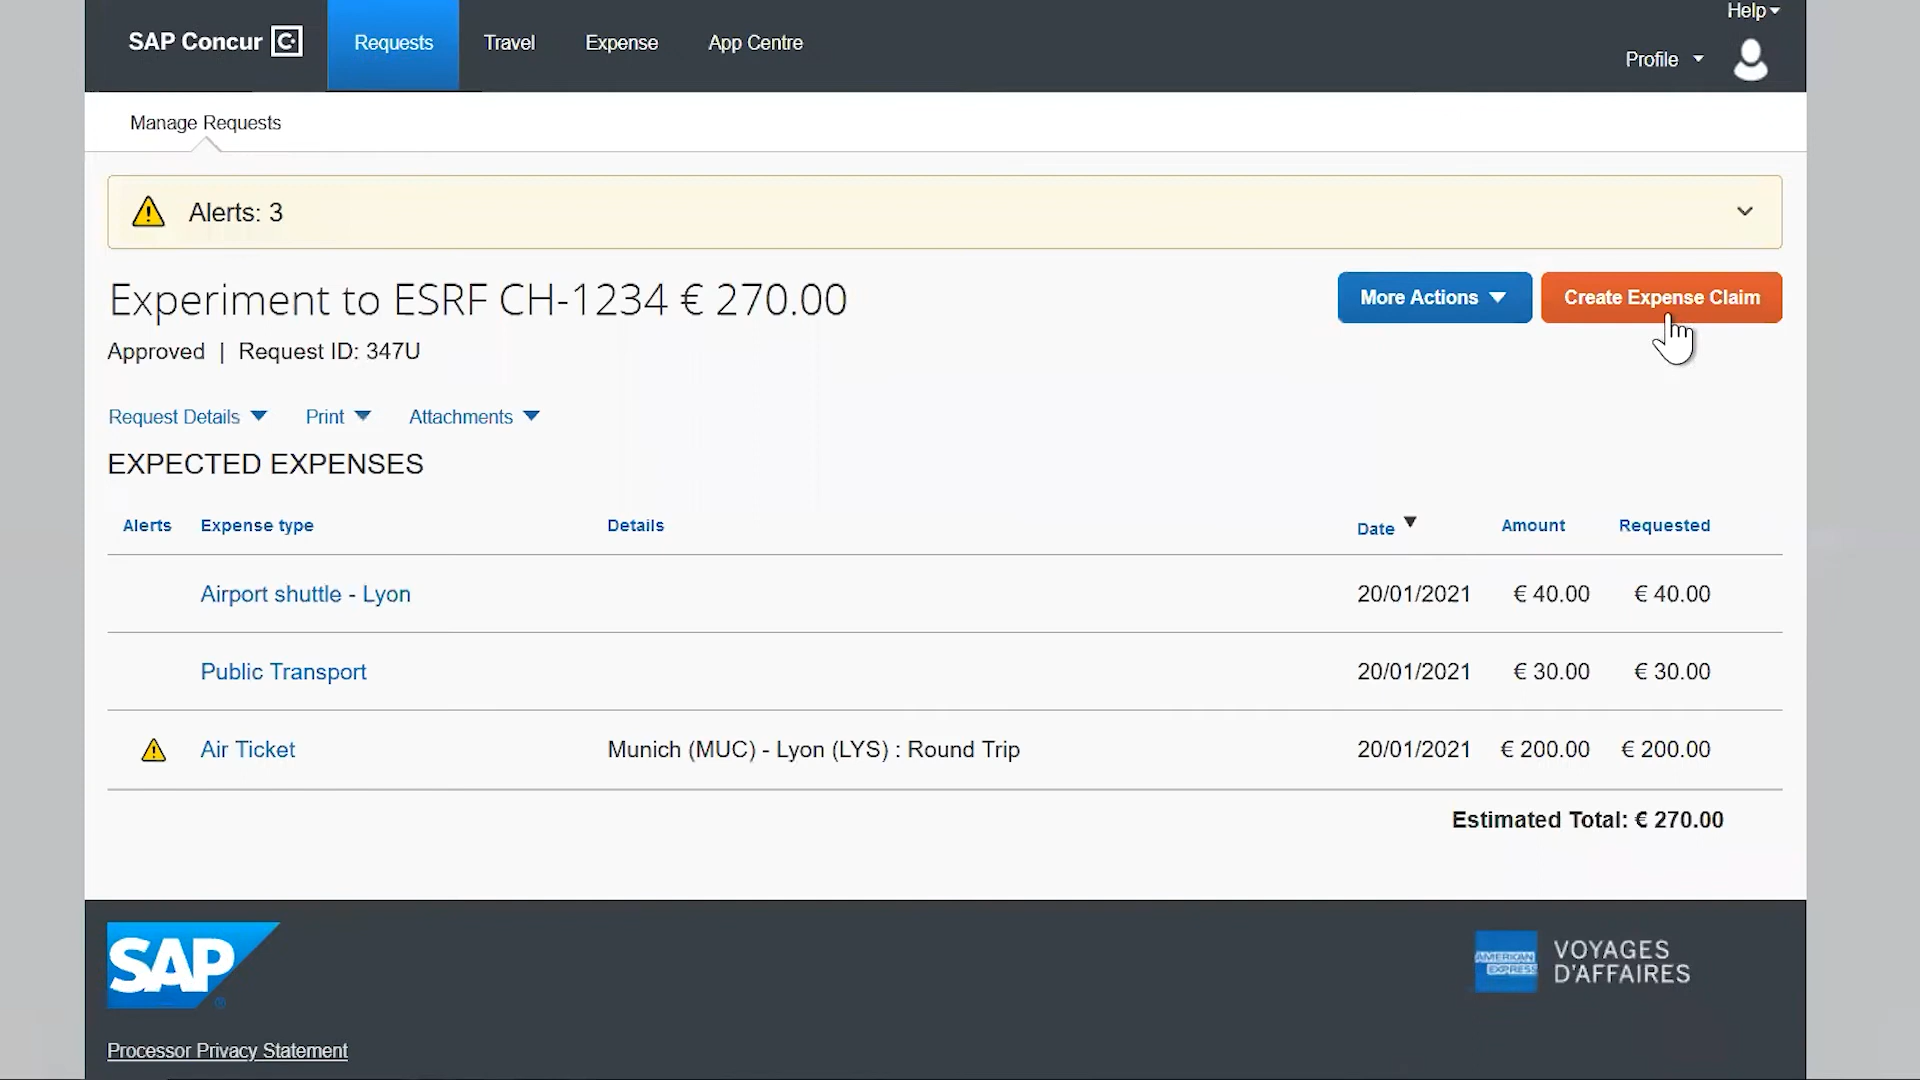 Help
SAP Concur C
Requests
Travel
Expense
App Centre
Profile
Manage Requests
Alerts: 3
Experiment to ESRF CH-1234 € 270.00
More Actions
Create Expense Claim
Approved | Request ID: 347U
Request Details
Print
Attachments
EXPECTED EXPENSES
Alerts Expense type Details Date Amount Requested
Airport shuttle - Lyon 20/01/2021 € 40.00 € 40.00
Public Transport 20/01/2021 € 30.00 € 30.00
Air Ticket Munich (MUC) - Lyon (LYS) : Round Trip 20/01/2021 € 200.00 € 200.00
Estimated Total: € 270.00
SAP®
AMERICAN
EXPRESS
VOYAGES
D'AFFAIRES
Processor Privacy Statement